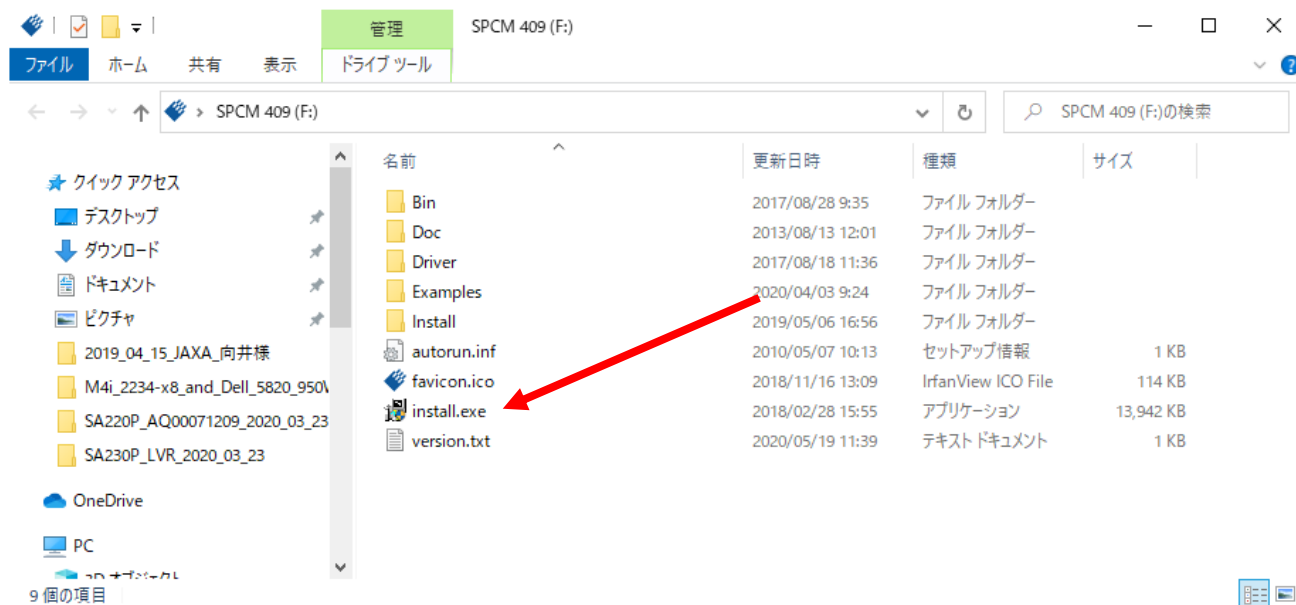 管理 SPCM 409 (F:)
ファイル ホーム 共有 表示 ドライブ ツール
SPCM 409 (F:) SPCM 409 (F:)の検索
名前 更新日時 種類 サイズ
クイック アクセス
デスクトップ
ダウンロード
ドキュメント
ピクチャ
2019_04_15_JAXA_向井様
M4i_2234-x8_and_Dell_5820_950W
SA220P_AQ00071209_2020_03_23
SA230P_LVR_2020_03_23
OneDrive
PC
3D オブジェクト
Bin 2017/08/28 9:35 ファイル フォルダー
Doc 2013/08/13 12:01 ファイル フォルダー
Driver 2017/08/18 11:36 ファイル フォルダー
Examples 2020/04/03 9:24 ファイル フォルダー
Install 2019/05/06 16:56 ファイル フォルダー
autorun.inf 2010/05/07 10:13 セットアップ情報 1 KB
favicon.ico 2018/11/16 13:09 IrfanView ICO File 114 KB
install.exe 2018/02/28 15:55 アプリケーション 13,942 KB
version.txt 2020/05/19 11:39 テキスト ドキュメント 1 KB
9 個の項目